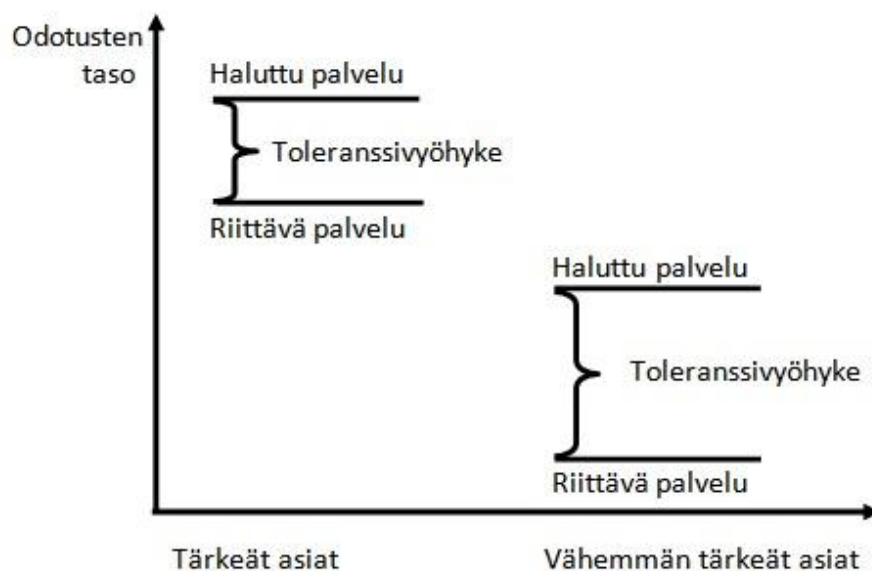 Odotusten
taso
Haluttu palvelu
Toleranssivyöhyke
Riittävä palvelu
Haluttu palvelu
Toleranssivyöhyke
Riittävä palvelu
Tärkeät asiat
Vähemmän tärkeät asiat